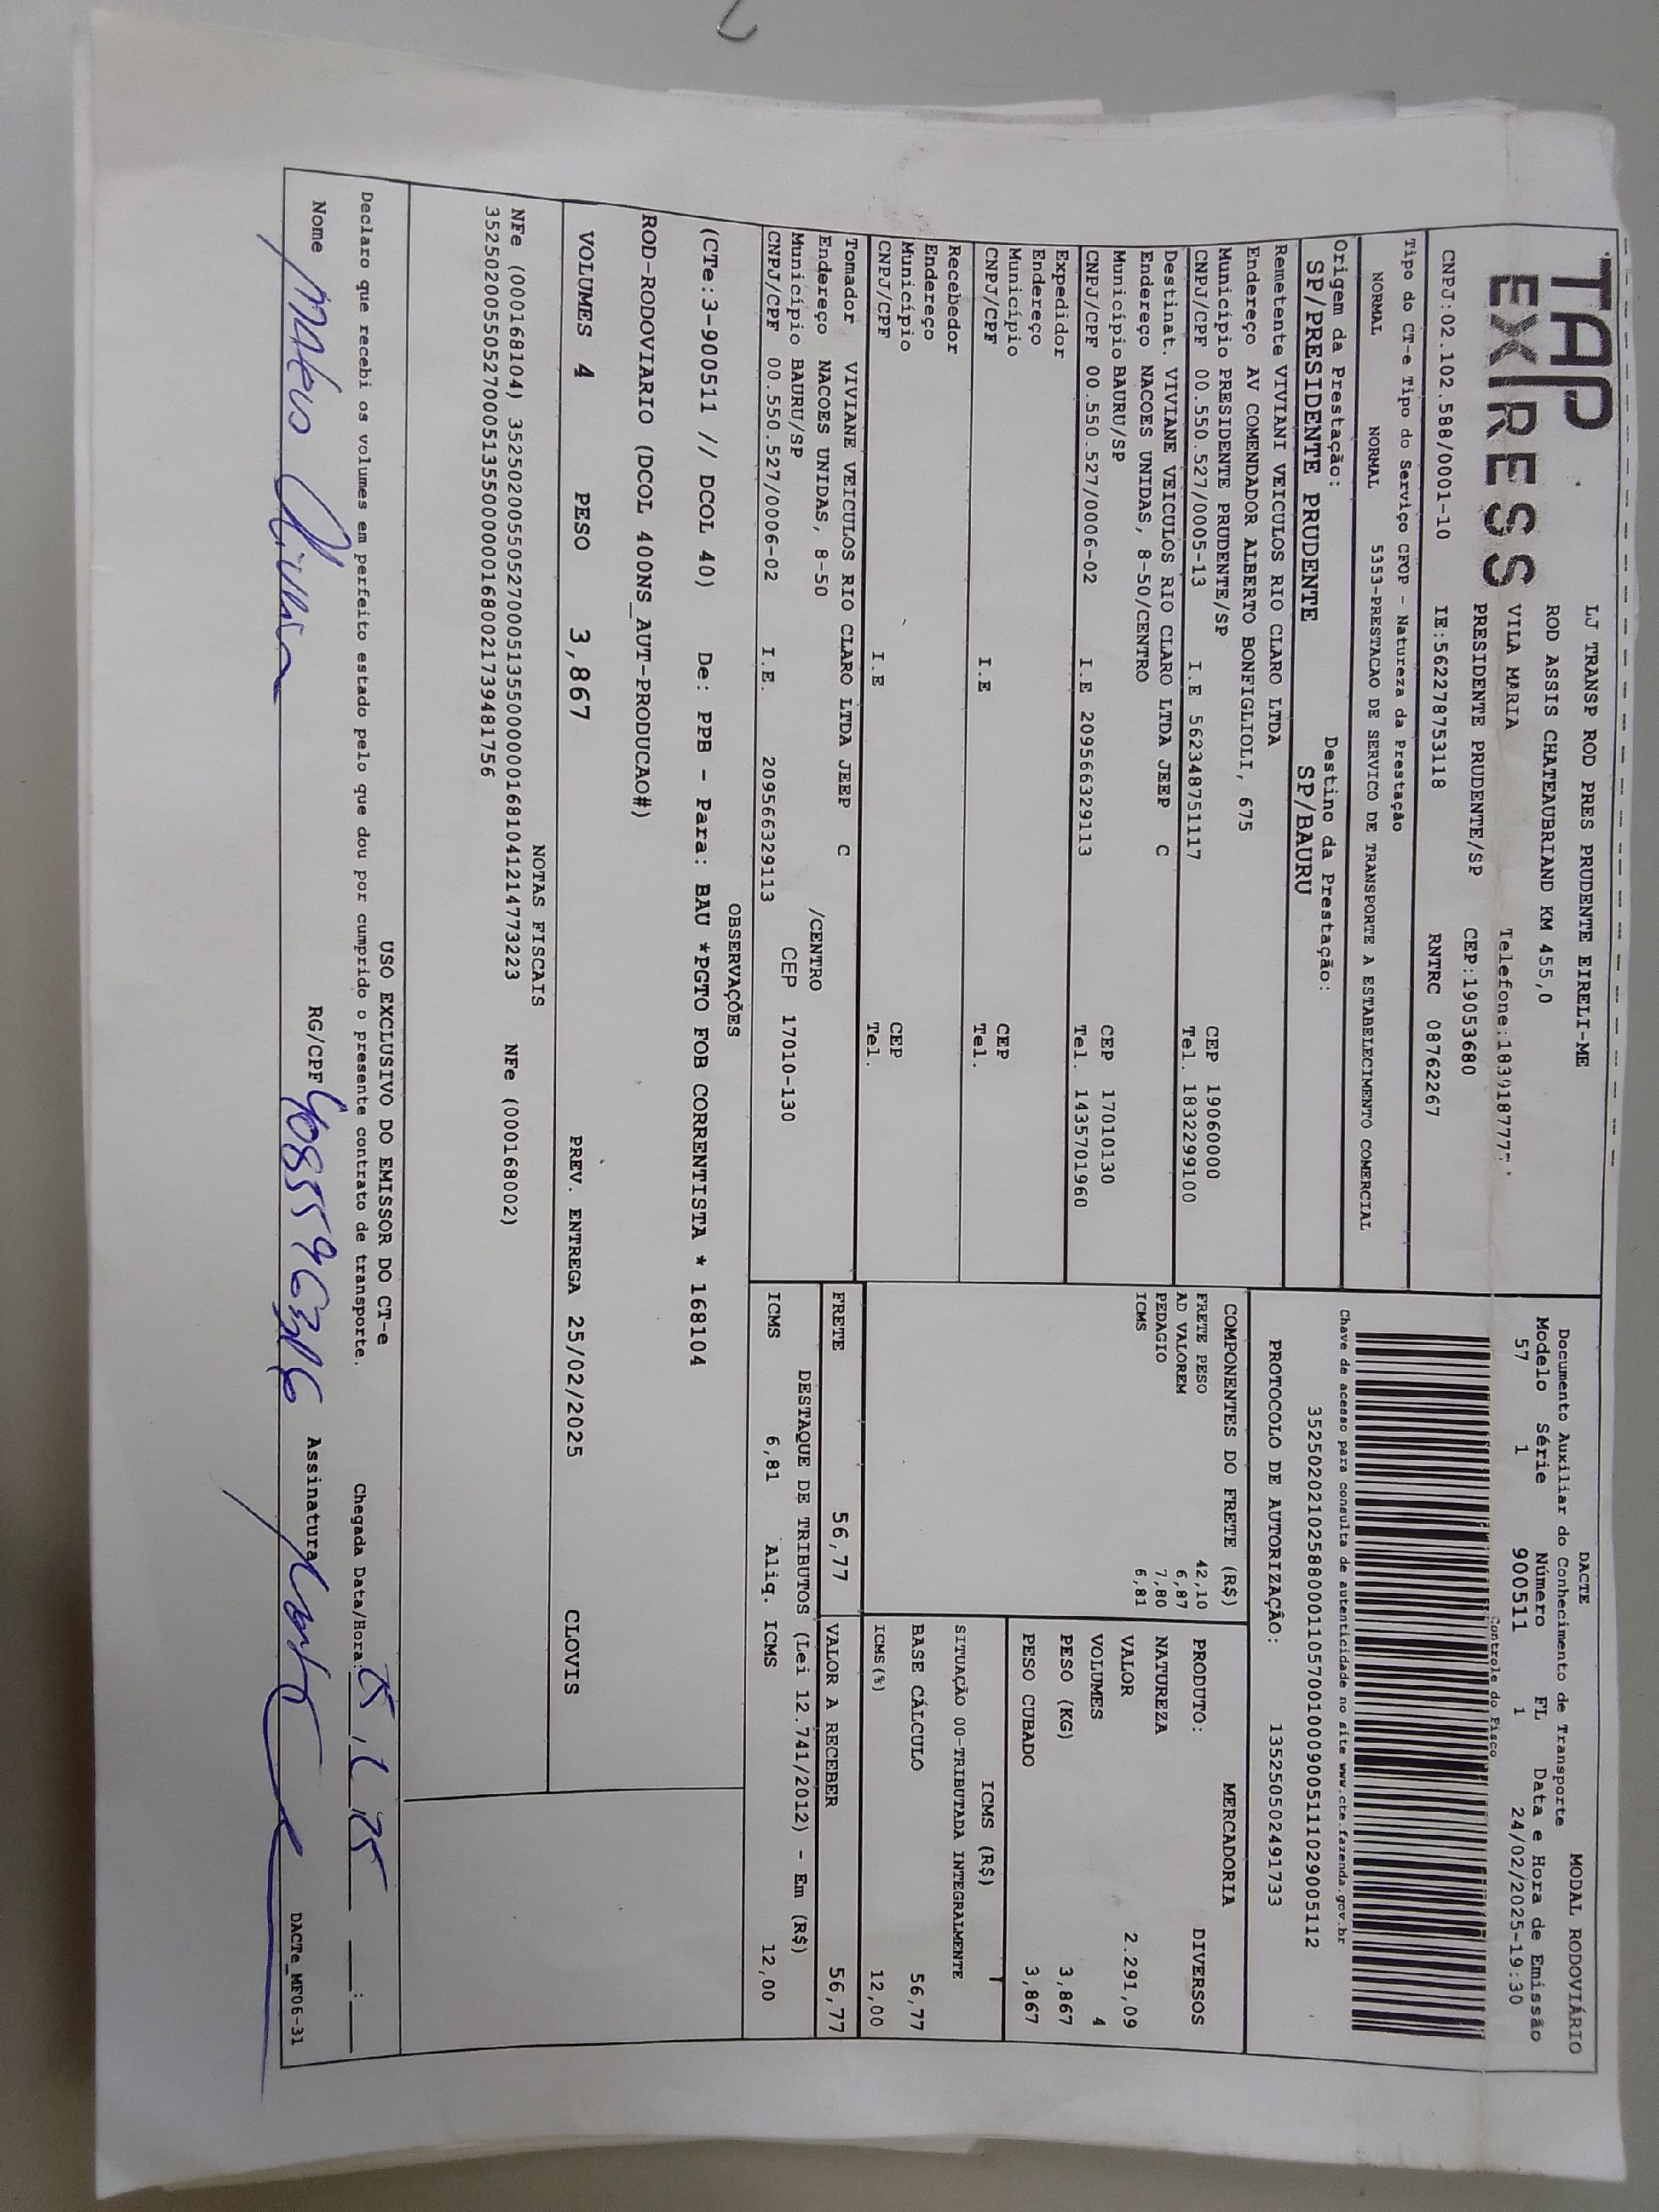 TAP EXPRESS
LJ TRANSP ROD PRES PRUDENTE EIRELI-ME
ROD ASSIS CHATEAUBRIAND KM 455,0
VILA MARIA Telefone:183918777
PRESIDENTE PRUDENTE/SP CEP:19053680
CNPJ:02.102.588/0001-10 IE:562278753118 RNTRC 08762267
DACTE MODAL RODOVIÁRIO
Documento Auxiliar do Conhecimento de Transporte
Modelo Série Número FL Data e Hora de Emissão
57 1 900511 1 24/02/2025-19:30
Controle do Fisco
Tipo do CT-e Tipo do Serviço CFOP - Natureza da Prestação
NORMAL NORMAL 5353-PRESTACAO DE SERVICO DE TRANSPORTE A ESTABELECIMENTO COMERCIAL
Chave de acesso para consulta de autenticidade no site www.cte.fazenda.gov.br
35250202102588000110570010009005111029005112
Origem da Prestação: Destino da Prestação:
SP/PRESIDENTE PRUDENTE SP/BAURU
PROTOCOLO DE AUTORIZAÇÃO: 135250502491733
Remetente VIVIANI VEICULOS RIO CLARO LTDA
Endereço AV COMENDADOR ALBERTO BONFIGLIOLI, 675
Município PRESIDENTE PRUDENTE/SP CEP 19060000
CNPJ/CPF 00.550.527/0005-13 I.E 562348751117 Tel. 1832299100
Destinat. VIVIANE VEICULOS RIO CLARO LTDA JEEP C
Endereço NACOES UNIDAS, 8-50/CENTRO
Município BAURU/SP CEP 17010130
CNPJ/CPF 00.550.527/0006-02 I.E 209566329113 Tel. 1435701960
Expedidor
Endereço
Município CEP
CNPJ/CPF I.E Tel.
Recebedor
Endereço
Município CEP
CNPJ/CPF I.E Tel.
Tomador VIVIANE VEICULOS RIO CLARO LTDA JEEP C
Endereço NACOES UNIDAS, 8-50 /CENTRO
Município BAURU/SP CEP 17010-130
CNPJ/CPF 00.550.527/0006-02 I.E. 209566329113
COMPONENTES DO FRETE (R$)
FRETE PESO 42,10
AD VALOREM 6,87
PEDAGIO 7,80
ICMS 6,81
MERCADORIA
PRODUTO: DIVERSOS
NATUREZA
VALOR 2.291,09
VOLUMES 4
PESO (KG) 3,867
PESO CUBADO 3,867
ICMS (R$)
SITUAÇÃO 00-TRIBUTADA INTEGRALMENTE
BASE CÁLCULO 56,77
ICMS(%) 12,00
FRETE 56,77 VALOR A RECEBER 56,77
DESTAQUE DE TRIBUTOS (Lei 12.741/2012) - Em (R$)
ICMS 6,81 Aliq. ICMS 12,00
OBSERVAÇÕES
(CTe:3-900511 // DCOL 40) De: PPB - Para: BAU *PGTO FOB CORRENTISTA * 168104
ROD-RODOVIARIO (DCOL 400NS_AUT-PRODUCAO#)
VOLUMES 4 PESO 3,867 PREV. ENTREGA 25/02/2025 CLOVIS
NOTAS FISCAIS
NFe (000168104) 35250200550527000513550000001681041214773223 NFe (000168002)
35250200550527000513550000001680021739481756
USO EXCLUSIVO DO EMISSOR DO CT-e
Declaro que recebi os volumes em perfeito estado pelo que dou por cumprido o presente contrato de transporte. Chegada Data/Hora: __:__
Nome RG/CPF Assinatura
DACTe_MF06-31